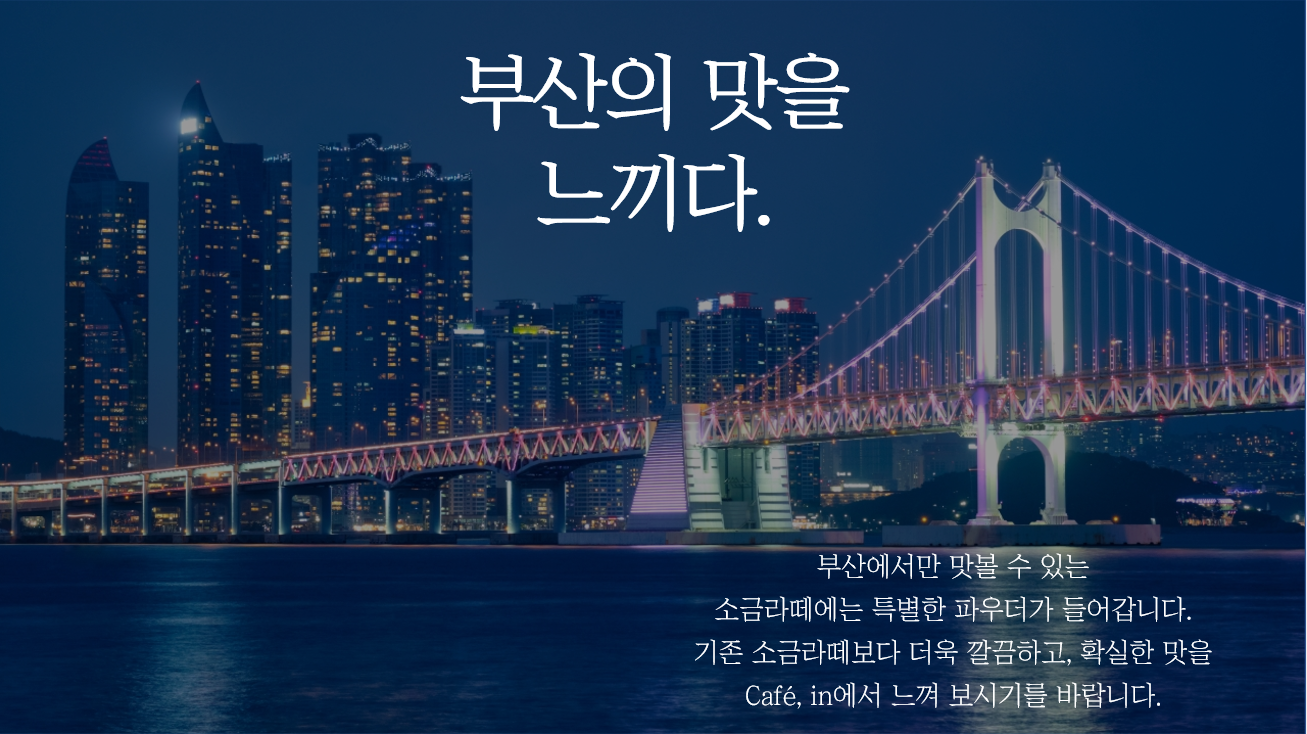 부산의 맛을
느끼다.
부산에서만 맛볼 수 있는
소금라떼에는 특별한 파우더가 들어갑니다.
기존 소금라떼보다 더욱 깔끔하고, 확실한 맛을
Café, in에서 느껴 보시기를 바랍니다.